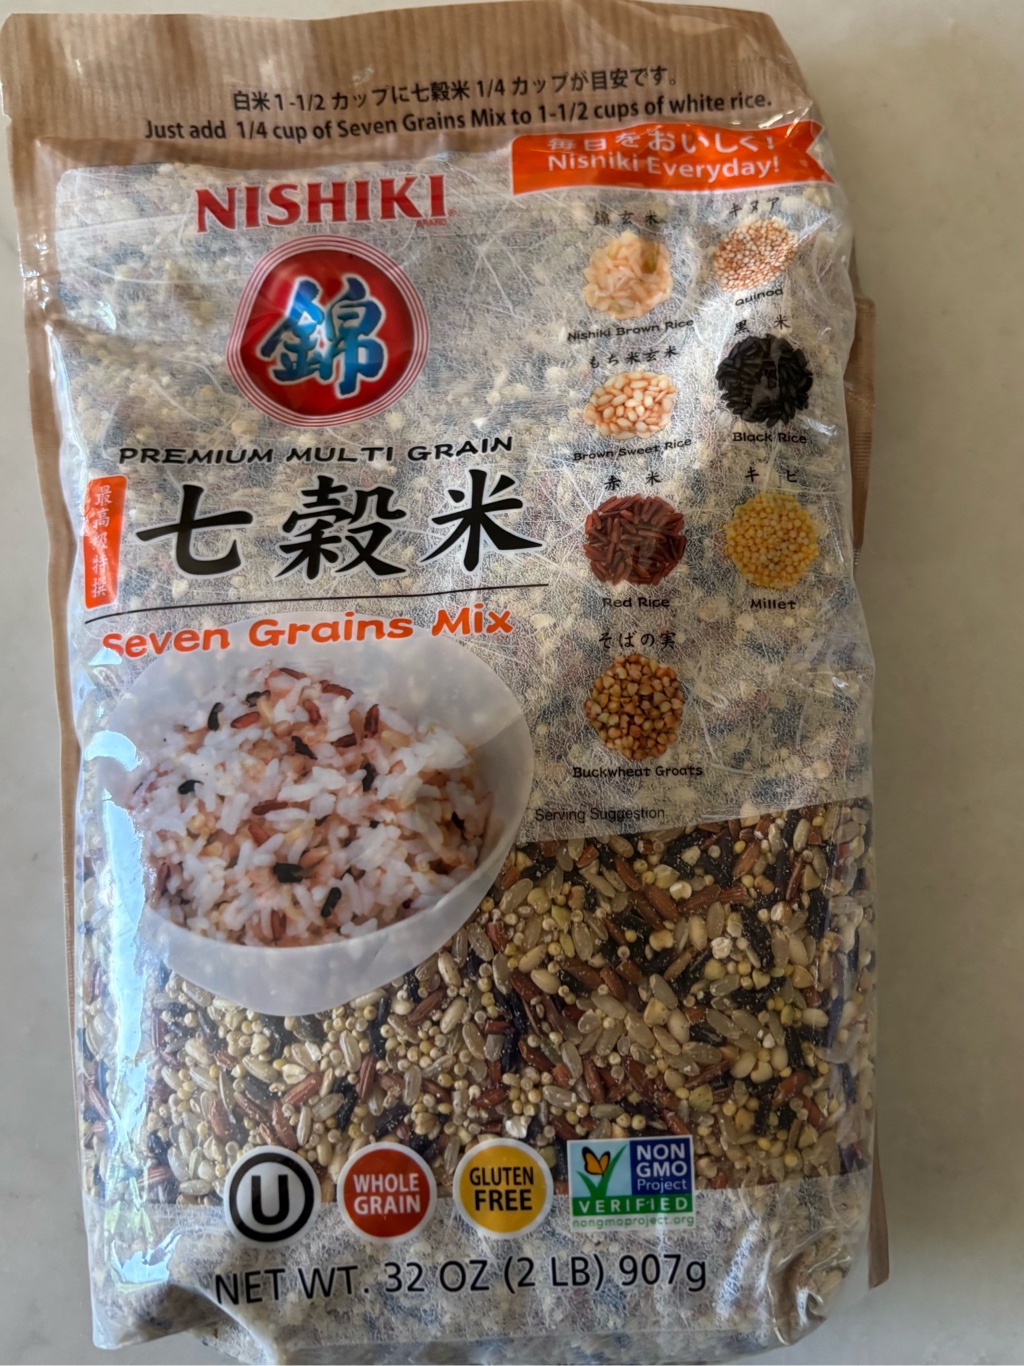 白米1-1/2 カップに七穀米 1/4 カップが目安です。
Just add 1/4 cup of Seven Grains Mix to 1-1/2 cups of white rice.
毎日をおいしく!
Nishiki Everyday!
NISHIKI
BRAND
錦
PREMIUM MULTI GRAIN
最高級特撰
七穀米
Seven Grains Mix
錦玄米
Nishiki Brown Rice
キヌア
Quinoa
もち米玄米
Brown Sweet Rice
黒 米
Black Rice
赤 米
Red Rice
キ ビ
Millet
そばの実
Buckwheat Groats
Serving Suggestion
U
WHOLE
GRAIN
GLUTEN
FREE
NON
GMO
Project
VERIFIED
nongmoproject.org
NET WT. 32 OZ (2 LB) 907g